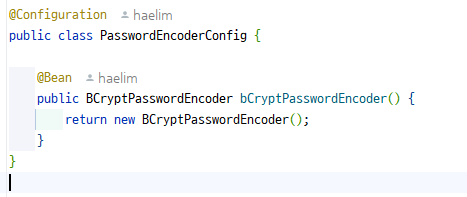 @Configuration haelim
public class PasswordEncoderConfig {
@Bean haelim
public BCryptPasswordEncoder bCryptPasswordEncoder() {
return new BCryptPasswordEncoder();
}
}